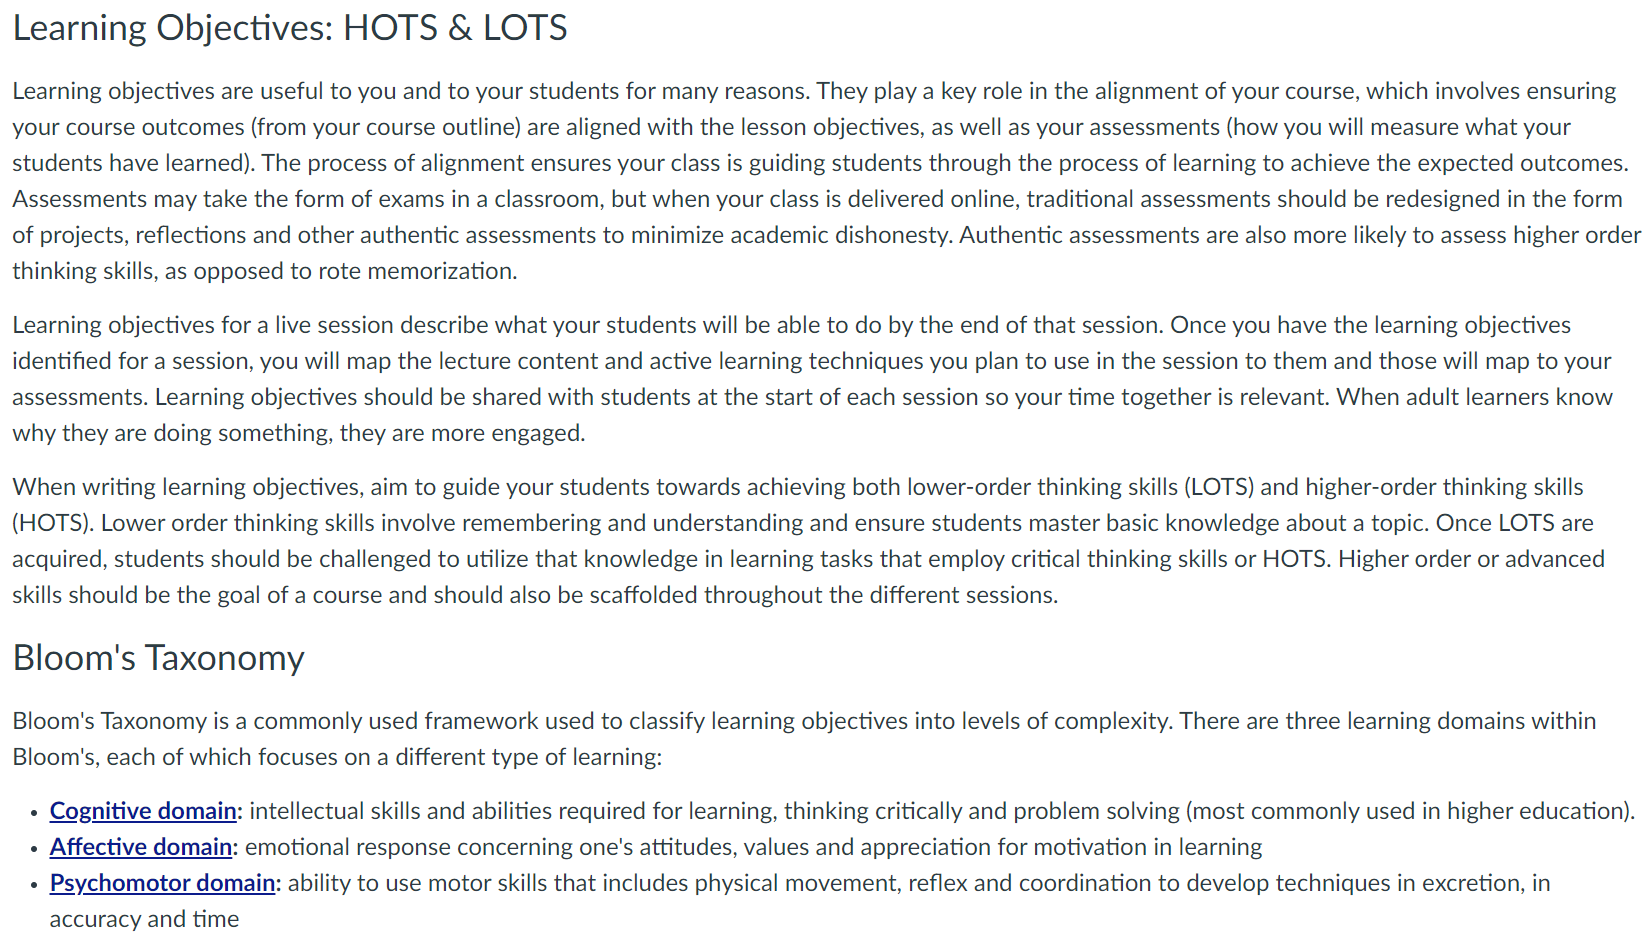 Learning Objectives: HOTS & LOTS
Learning objectives are useful to you and to your students for many reasons. They play a key role in the alignment of your course, which involves ensuring
your course outcomes (from your course outline) are aligned with the lesson objectives, as well as your assessments (how you will measure what your
students have learned). The process of alignment ensures your class is guiding students through the process of learning to achieve the expected outcomes.
Assessments may take the form of exams in a classroom, but when your class is delivered online, traditional assessments should be redesigned in the form
of projects, reflections and other authentic assessments to minimize academic dishonesty. Authentic assessments are also more likely to assess higher order
thinking skills, as opposed to rote memorization.
Learning objectives for a live session describe what your students will be able to do by the end of that session. Once you have the learning objectives
identified for a session, you will map the lecture content and active learning techniques you plan to use in the session to them and those will map to your
assessments. Learning objectives should be shared with students at the start of each session so your time together is relevant. When adult learners know
why they are doing something, they are more engaged.
When writing learning objectives, aim to guide your students towards achieving both lower-order thinking skills (LOTS) and higher-order thinking skills
(HOTS). Lower order thinking skills involve remembering and understanding and ensure students master basic knowledge about a topic. Once LOTS are
acquired, students should be challenged to utilize that knowledge in learning tasks that employ critical thinking skills or HOTS. Higher order or advanced
skills should be the goal of a course and should also be scaffolded throughout the different sessions.
Bloom's Taxonomy
Bloom's Taxonomy is a commonly used framework used to classify learning objectives into levels of complexity. There are three learning domains within
Bloom's, each of which focuses on a different type of learning:
• Cognitive domain: intellectual skills and abilities required for learning, thinking critically and problem solving (most commonly used in higher education).
• Affective domain: emotional response concerning one's attitudes, values and appreciation for motivation in learning
• Psychomotor domain: ability to use motor skills that includes physical movement, reflex and coordination to develop techniques in excretion, in
accuracy and time